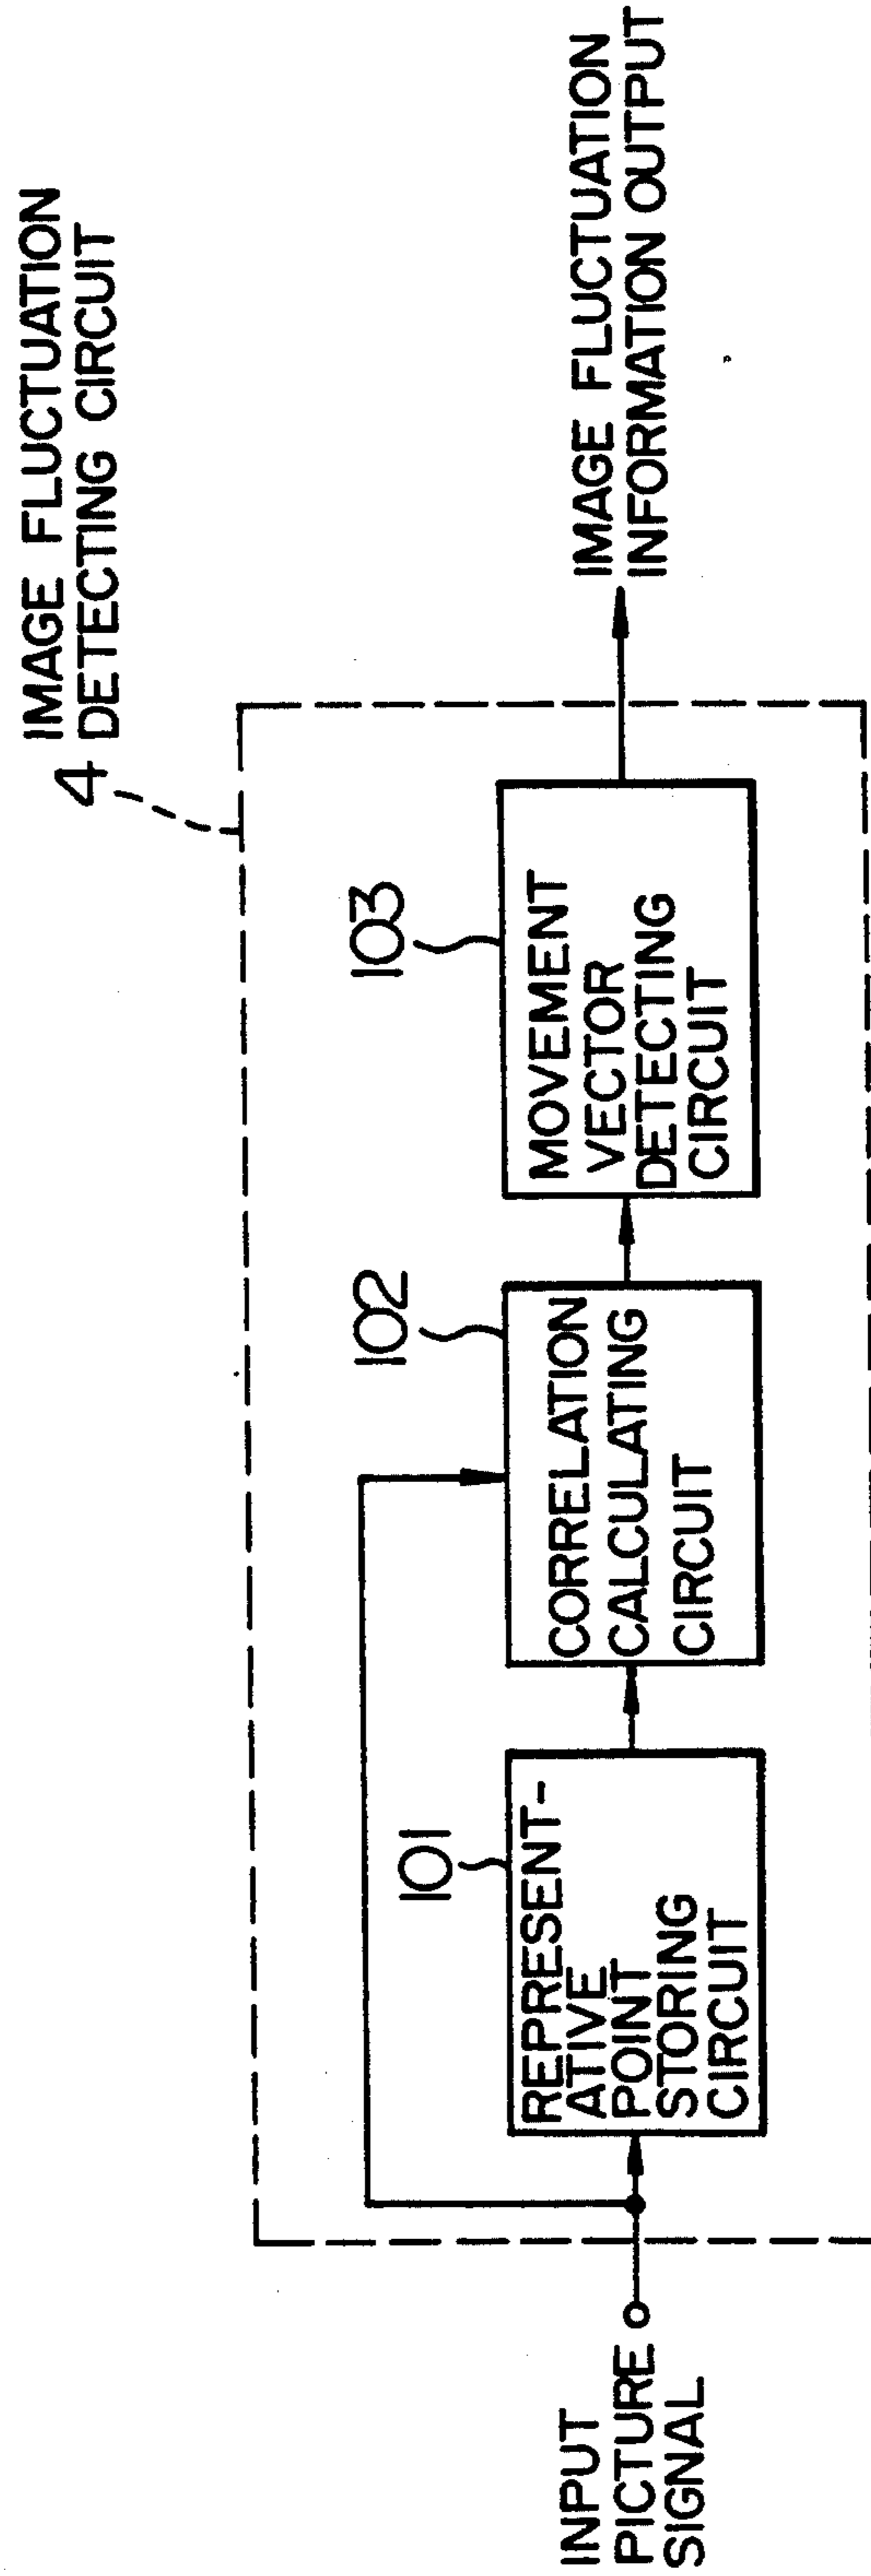 IMAGE FLUCTUATION
4 DETECTING CIRCUIT
INPUT
PICTURE
SIGNAL
101
REPRESENT-
ATIVE
POINT
STORING
CIRCUIT
102
CORRELATION
CALCULATING
CIRCUIT
103
MOVEMENT
VECTOR
DETECTING
CIRCUIT
IMAGE FLUCTUATION
INFORMATION OUTPUT